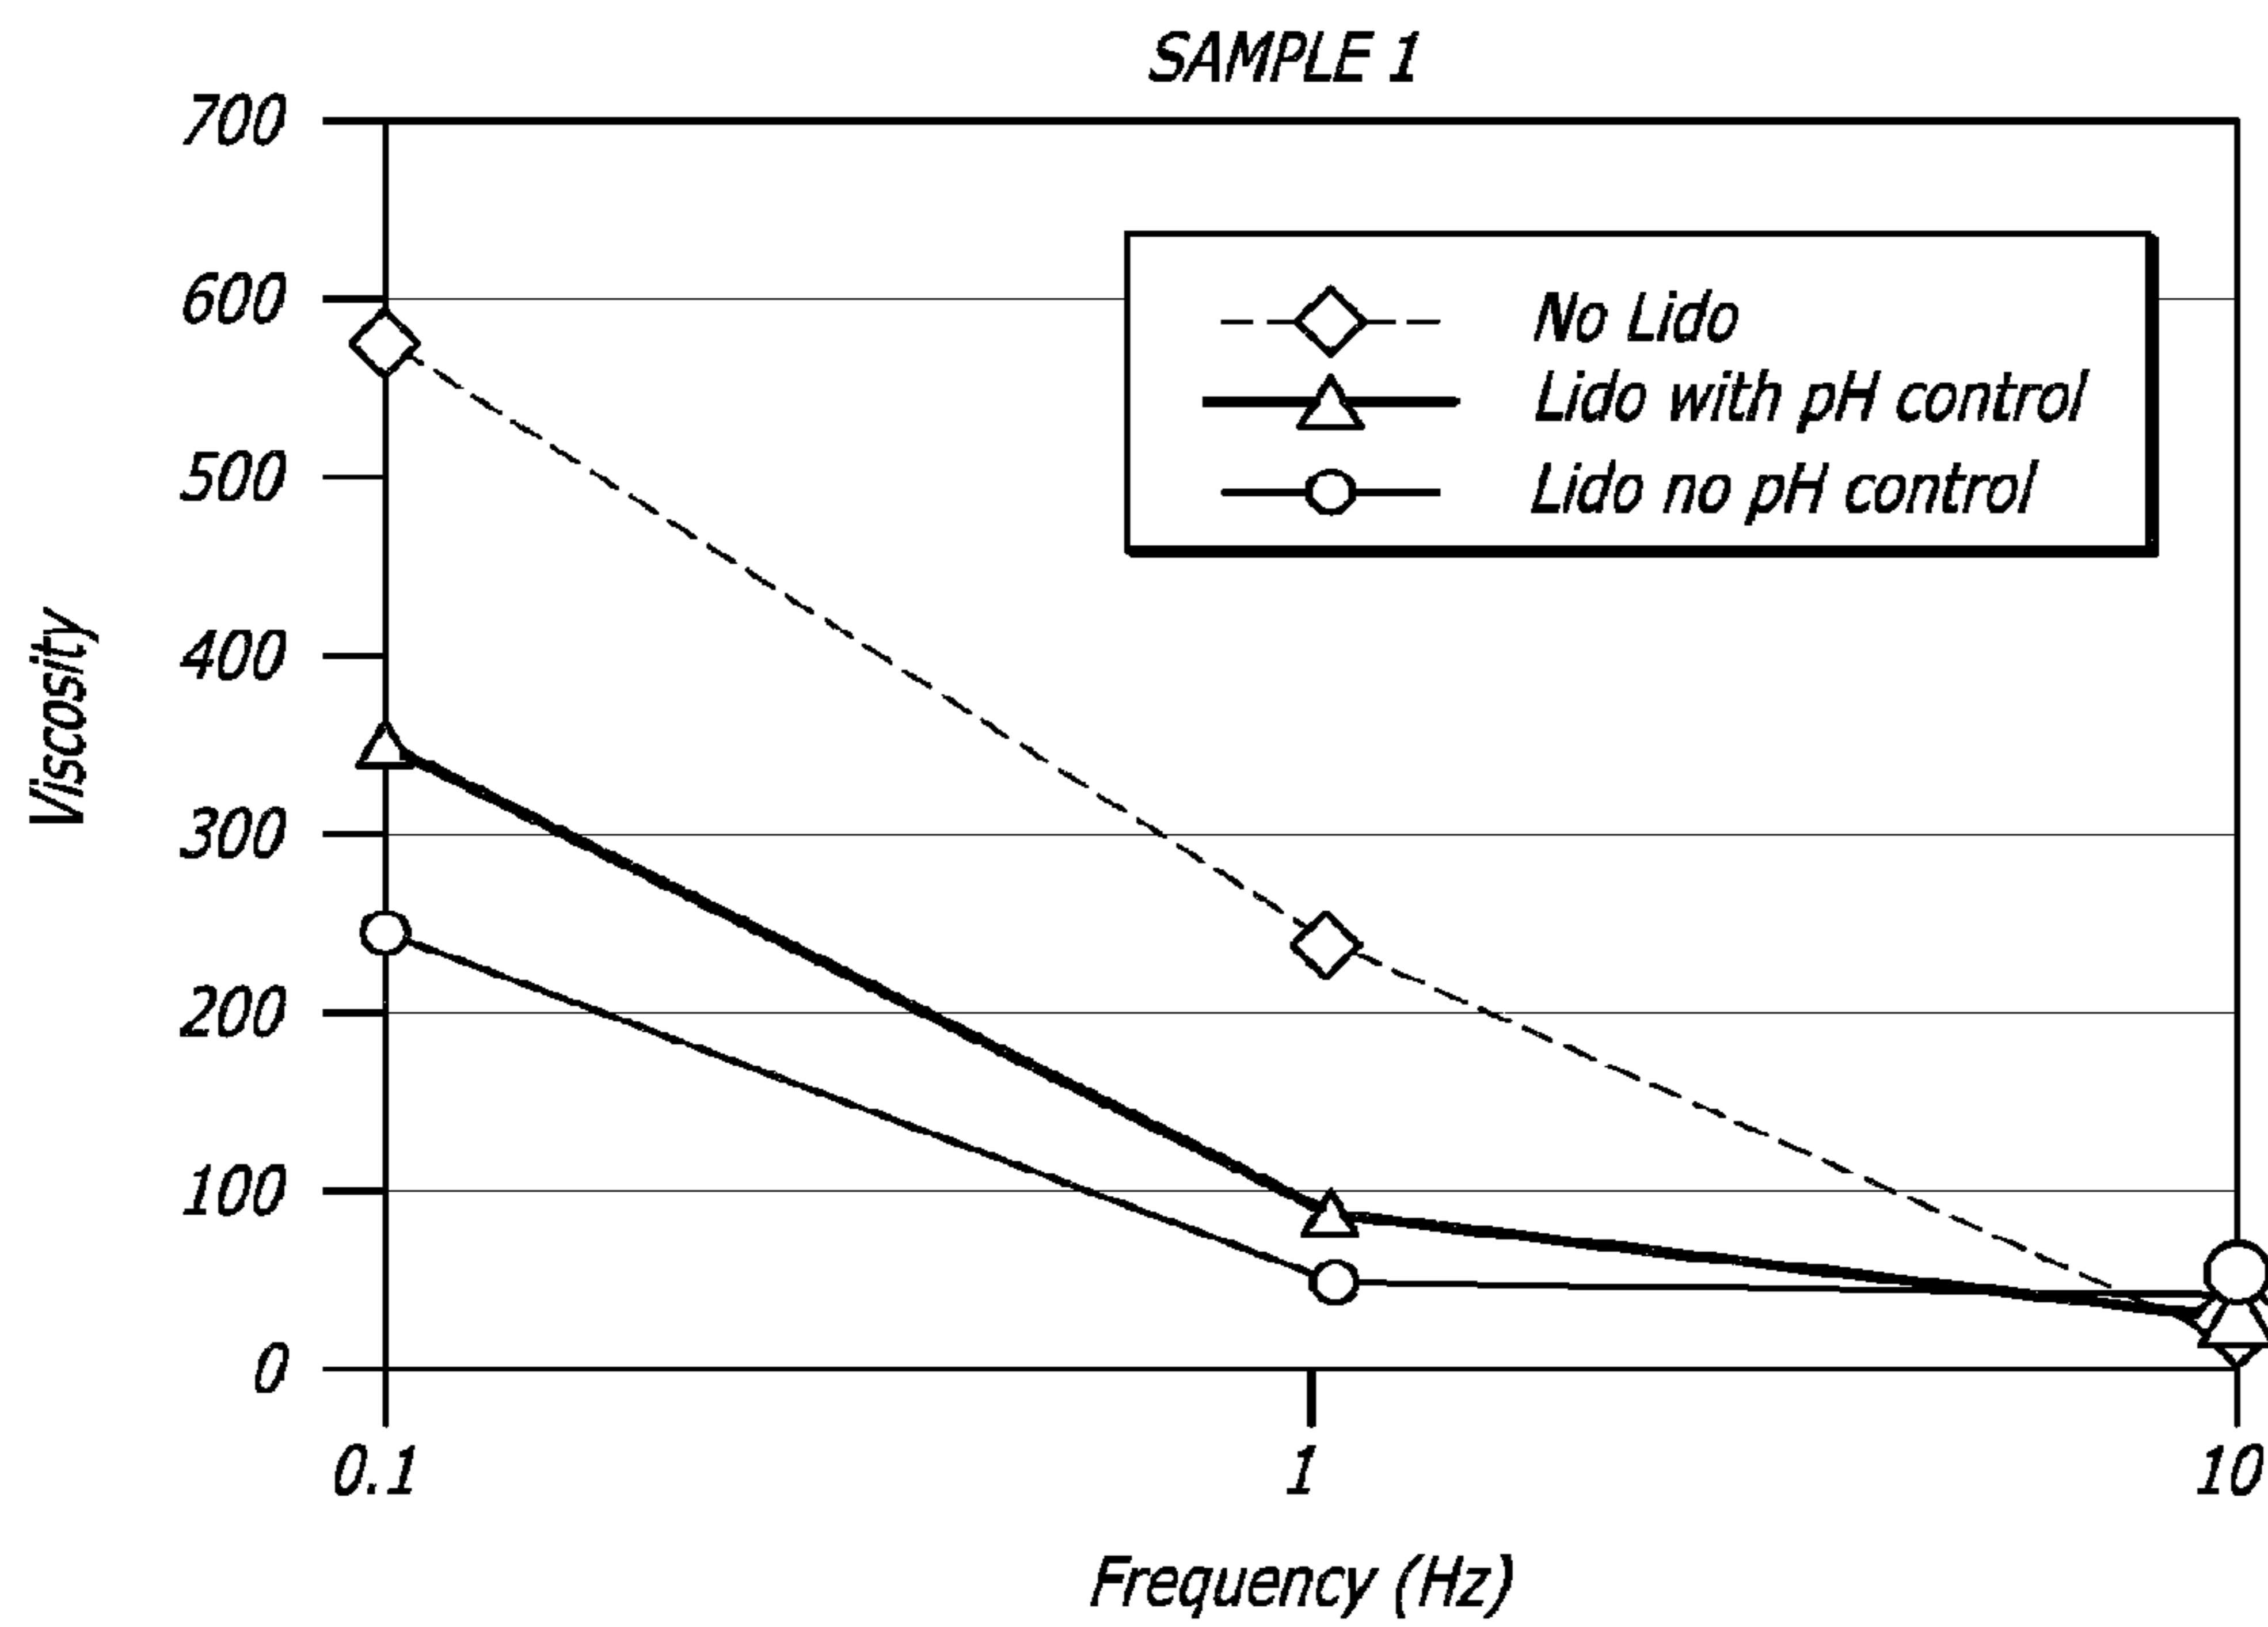 SAMPLE 1
700
600
500
400
300
200
100
0
Viscosity
No Lido
Lido with pH control
Lido no pH control
0.1
1
10
Frequency (Hz)